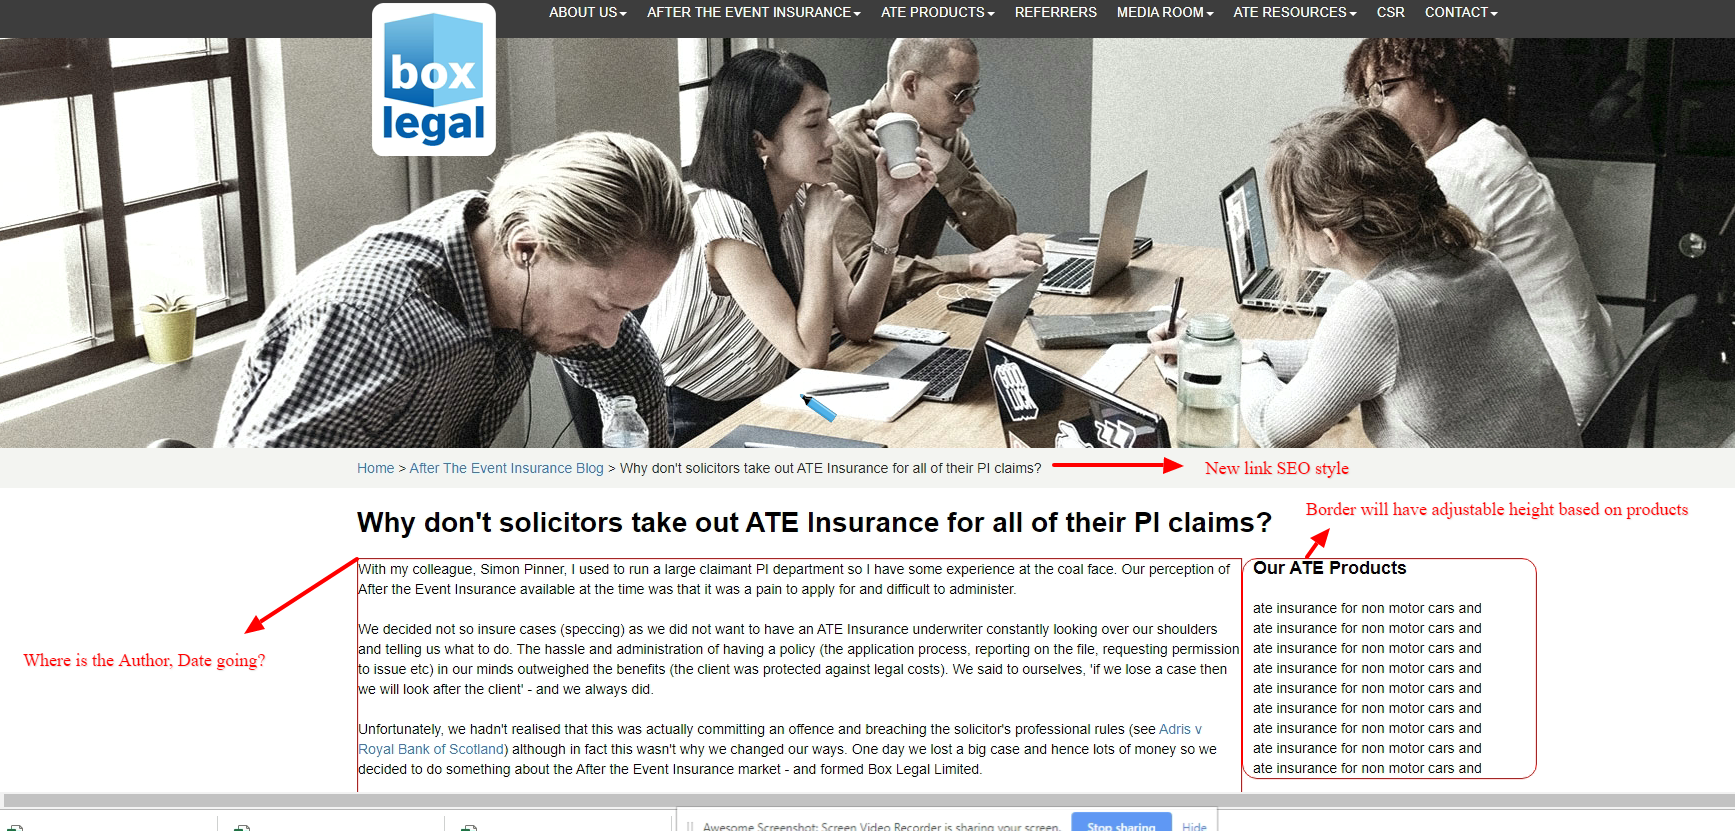 ABOUT US AFTER THE EVENT INSURANCE ATE PRODUCTS REFERRERS MEDIA ROOM ATE RESOURCES CSR CONTACT
box
legal
Home > After The Event Insurance Blog > Why don't solicitors take out ATE Insurance for all of their PI claims?
New link SEO style
Border will have adjustable height based on products
Why don't solicitors take out ATE Insurance for all of their PI claims?
With my colleague, Simon Pinner, I used to run a large claimant PI department so I have some experience at the coal face. Our perception of
After the Event Insurance available at the time was that it was a pain to apply for and difficult to administer.
We decided not so insure cases (speccing) as we did not want to have an ATE Insurance underwriter constantly looking over our shoulders
and telling us what to do. The hassle and administration of having a policy (the application process, reporting on the file, requesting permission
to issue etc) in our minds outweighed the benefits (the client was protected against legal costs). We said to ourselves, 'if we lose a case then
we will look after the client' - and we always did.
Unfortunately, we hadn't realised that this was actually committing an offence and breaching the solicitor's professional rules (see Adris v
Royal Bank of Scotland) although in fact this wasn't why we changed our ways. One day we lost a big case and hence lots of money so we
decided to do something about the After the Event Insurance market - and formed Box Legal Limited.
Where is the Author, Date going?
Our ATE Products
ate insurance for non motor cars and
ate insurance for non motor cars and
ate insurance for non motor cars and
ate insurance for non motor cars and
ate insurance for non motor cars and
ate insurance for non motor cars and
ate insurance for non motor cars and
ate insurance for non motor cars and
ate insurance for non motor cars and
Awesome Screenshot: Screen Video Recorder is sharing your screen.
Stop sharing
Hide